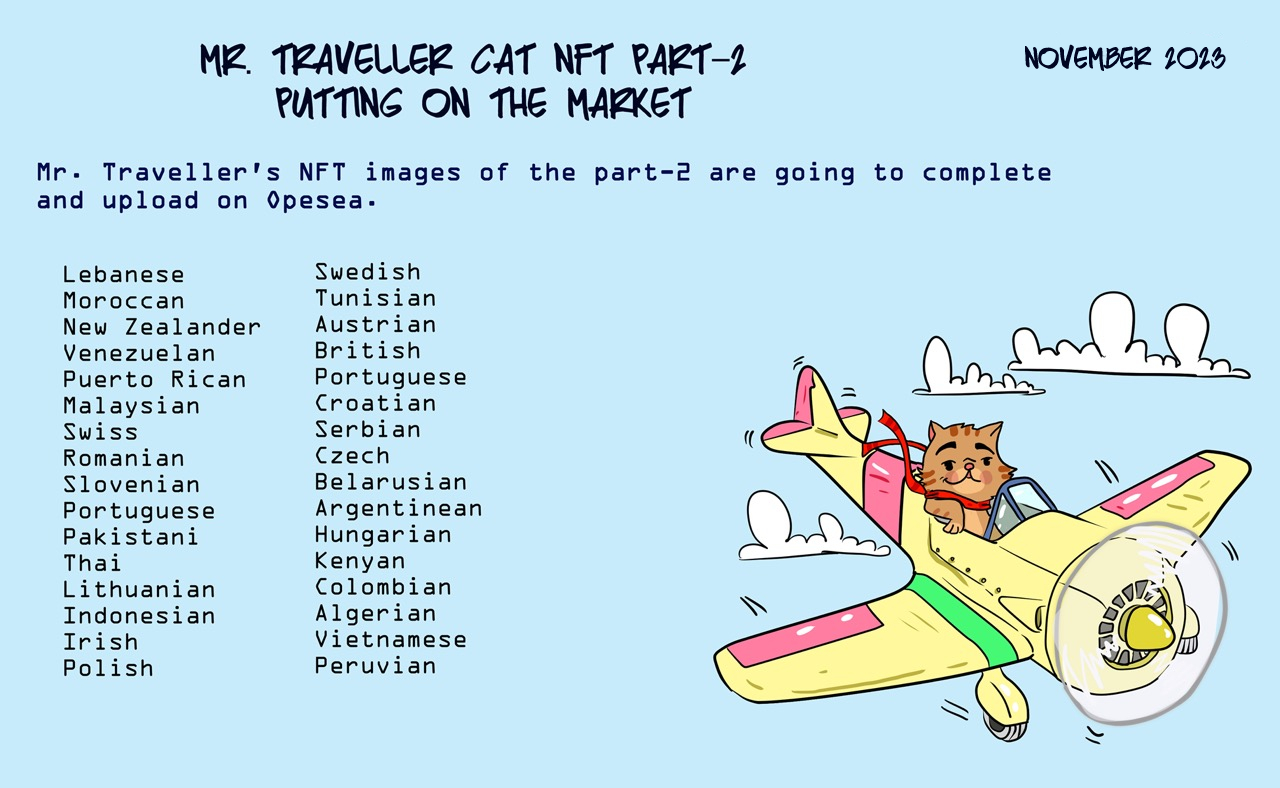 MR. TRAVELLER CAT NFT PART-2
PUTTING ON THE MARKET
NOVEMBER 2023
Mr. Traveller's NFT images of the part-2 are going to complete
and upload on Opesea.
Lebanese
Moroccan
New Zealander
Venezuelan
Puerto Rican
Malaysian
Swiss
Romanian
Slovenian
Portuguese
Pakistani
Thai
Lithuanian
Indonesian
Irish
Polish
Swedish
Tunisian
Austrian
British
Portuguese
Croatian
Serbian
Czech
Belarusian
Argentinean
Hungarian
Kenyan
Colombian
Algerian
Vietnamese
Peruvian